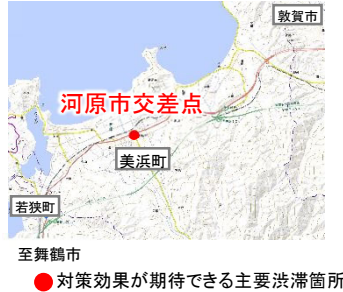 敦賀市
河原市交差点
美浜町
若狭町
至舞鶴市
●対策効果が期待できる主要渋滞箇所